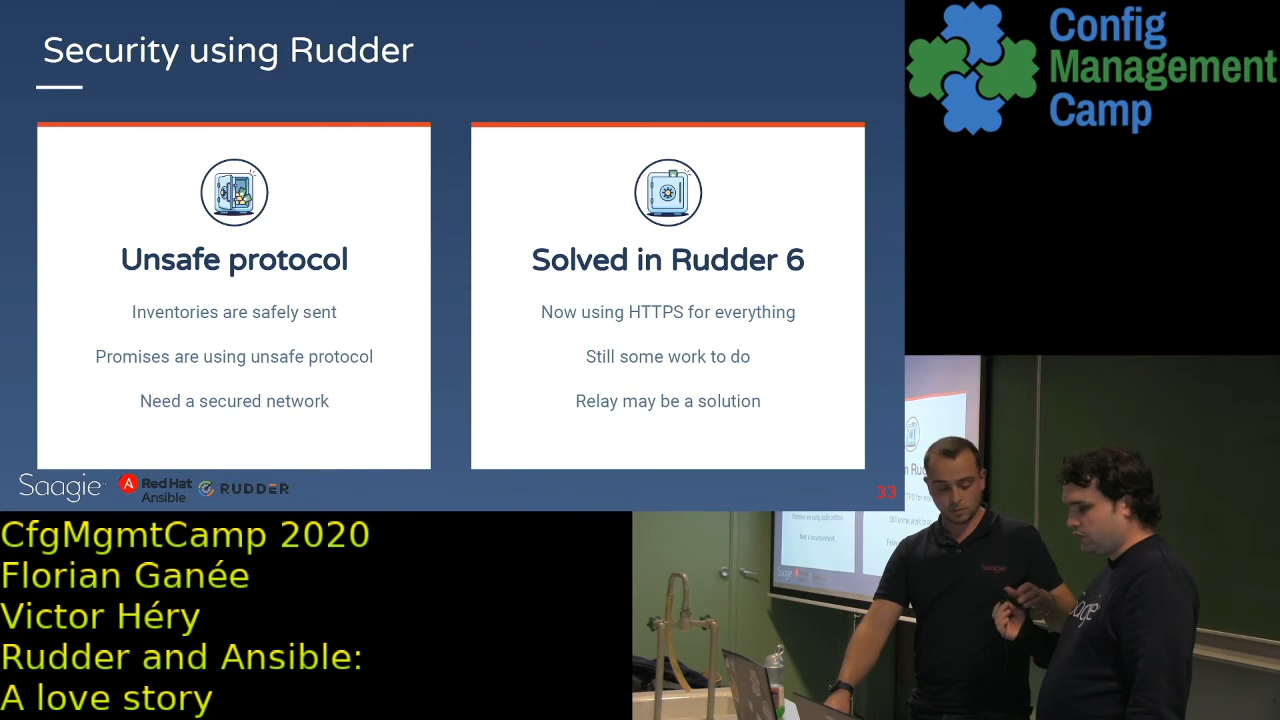 Security using Rudder
Unsafe protocol
Inventories are safely sent
Promises are using unsafe protocol
Need a secured network
Solved in Rudder 6
Now using HTTPS for everything
Still some work to do
Relay may be a solution
Saagie
Red Hat
Ansible
RUDDER
33
Config
Management
Camp
CfgMgmtCamp 2020
Florian Ganée
Victor Héry
Rudder and Ansible:
A love story
Saagie
Saagie